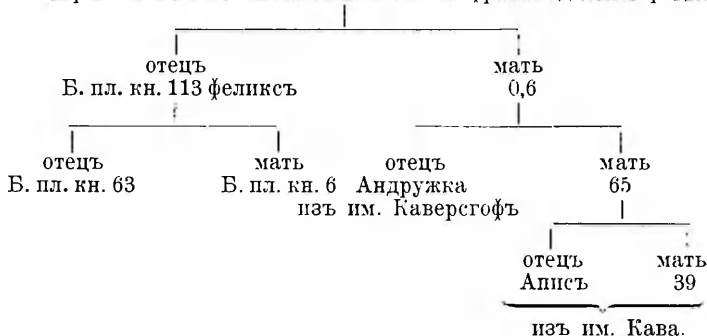 отецъ мать
Б. пл. кн. 113 феликсъ 0,6
отецъ мать отецъ мать
Б. пл. кн. 63 Б. пл. кн. 6 Андружка 65
изъ им. Каверсгофъ
отецъ мать
Аписъ 39
изъ им. Кава.